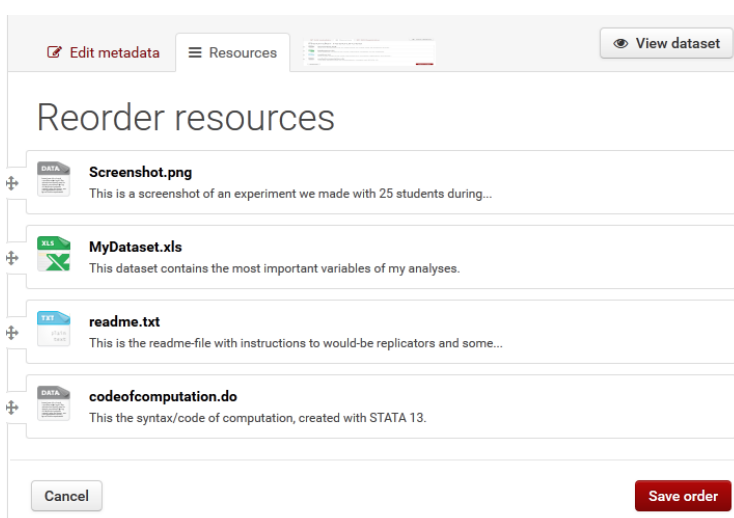 Edit metadata
Resources
View dataset
Reorder resources
DATA
Screenshot.png
This is a screenshot of an experiment we made with 25 students during...
XLS
MyDataset.xls
This dataset contains the most important variables of my analyses.
TXT
readme.txt
plain
text
This is the readme-file with instructions to would-be replicators and some...
DATA
codeofcomputation.do
This the syntax/code of computation, created with STATA 13.
Cancel
Save order